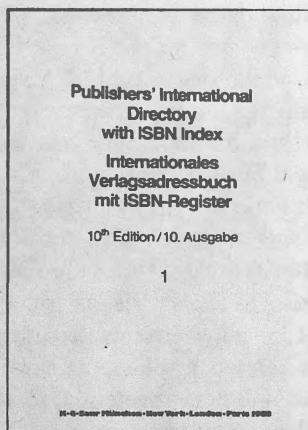 Publishers' International
Directory
with ISBN Index
Internationales
Verlagsadressbuch
mit ISBN-Register
10th Edition/10. Ausgabe
1
K·G·Saur München·New York·London·Paris